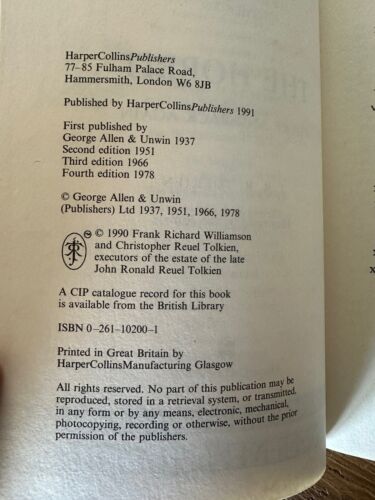 HarperCollinsPublishers
77–85 Fulham Palace Road,
Hammersmith, London W6 8JB
Published by HarperCollinsPublishers 1991
First published by
George Allen & Unwin 1937
Second edition 1951
Third edition 1966
Fourth edition 1978
© George Allen & Unwin
(Publishers) Ltd 1937, 1951, 1966, 1978
© 1990 Frank Richard Williamson
and Christopher Reuel Tolkien,
executors of the estate of the late
John Ronald Reuel Tolkien
A CIP catalogue record for this book
is available from the British Library
ISBN 0-261-10200-1
Printed in Great Britain by
HarperCollinsManufacturing Glasgow
All rights reserved. No part of this publication may be
reproduced, stored in a retrieval system, or transmitted,
in any form or by any means, electronic, mechanical,
photocopying, recording or otherwise, without the prior
permission of the publishers.